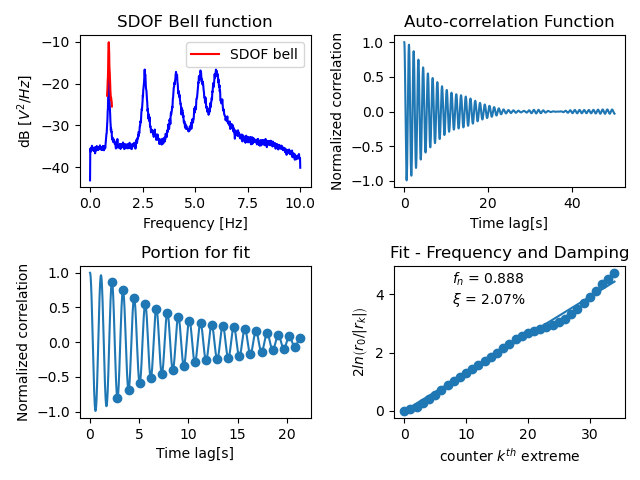 SDOF Bell function
dB [V²/Hz]
−10
−20
−30
−40
SDOF bell
0.0 2.5 5.0 7.5 10.0
Frequency [Hz]
Auto-correlation Function
Normalized correlation
1.0
0.5
0.0
−0.5
−1.0
0 20 40
Time lag[s]
Portion for fit
Normalized correlation
1.0
0.5
0.0
−0.5
−1.0
0 5 10 15 20
Time lag[s]
Fit - Frequency and Damping
2ln(r₀/|rₖ|)
4
2
0
fₙ = 0.888
ξ = 2.07%
0 10 20 30
counter kᵗʰ extreme